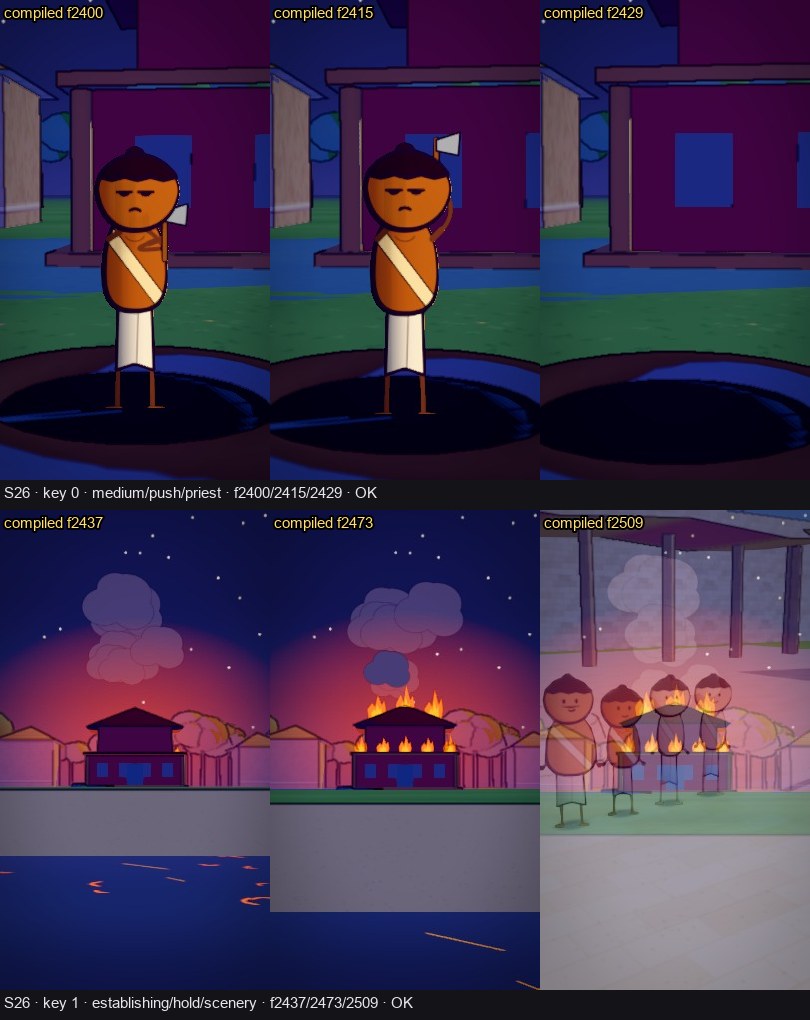 compiled f2400
compiled f2415
compiled f2429
S26 · key 0 · medium/push/priest · f2400/2415/2429 · OK
compiled f2437
compiled f2473
compiled f2509
S26 · key 1 · establishing/hold/scenery · f2437/2473/2509 · OK